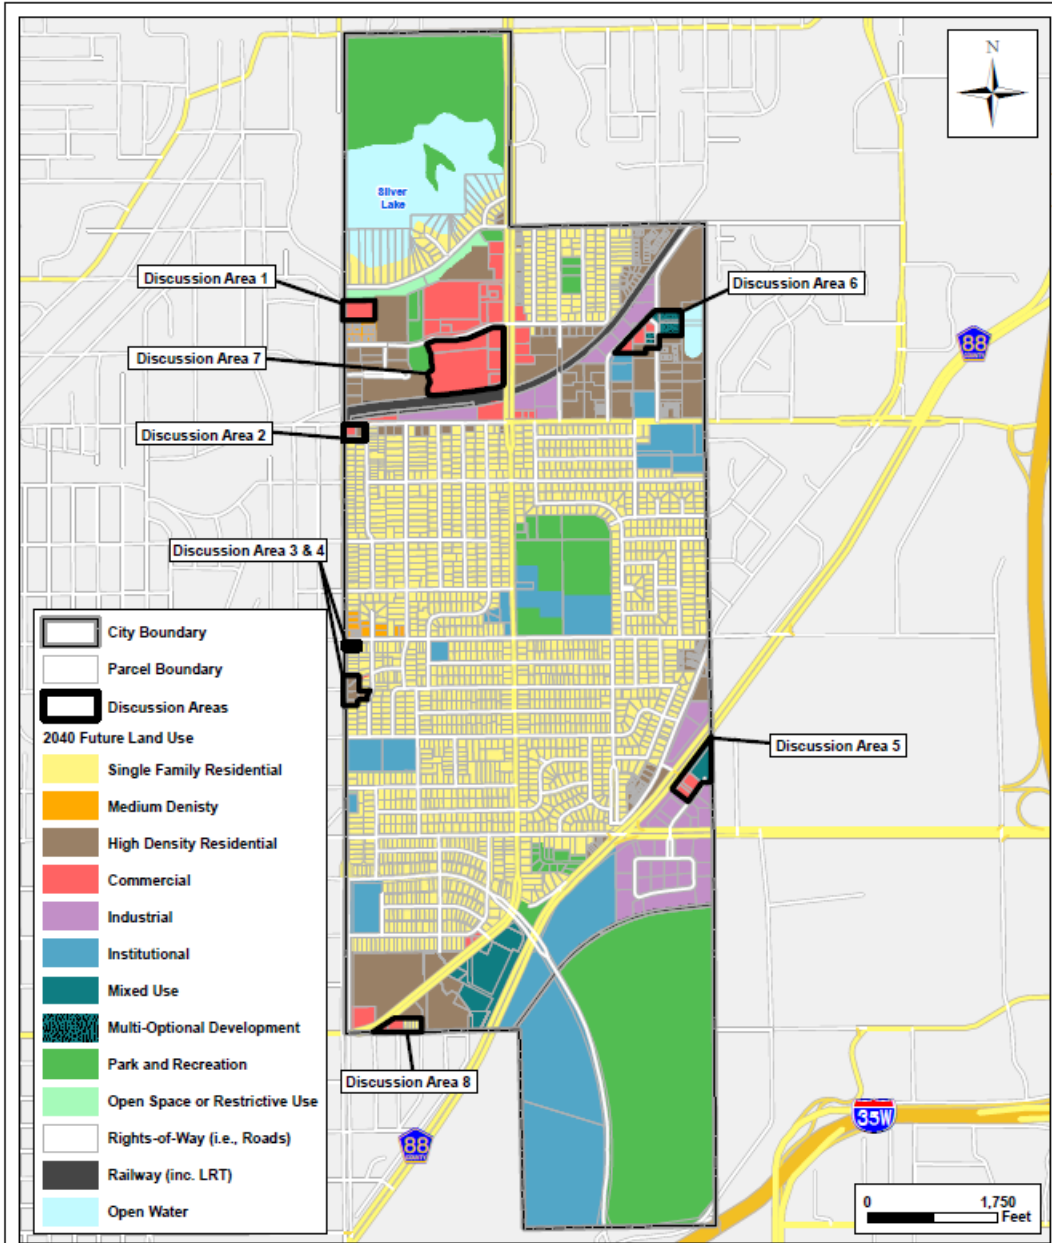 N
Silver
Lake
Discussion Area 1
Discussion Area 6
88
COUNTY
Discussion Area 7
Discussion Area 2
Discussion Area 3 & 4
City Boundary
Parcel Boundary
Discussion Areas
2040 Future Land Use
Single Family Residential
Medium Denisty
High Density Residential
Commercial
Industrial
Institutional
Mixed Use
Multi-Optional Development
Park and Recreation
Open Space or Restrictive Use
Rights-of-Way (i.e., Roads)
Railway (inc. LRT)
Open Water
Discussion Area 5
Discussion Area 8
88
COUNTY
35W
0 1,750
Feet